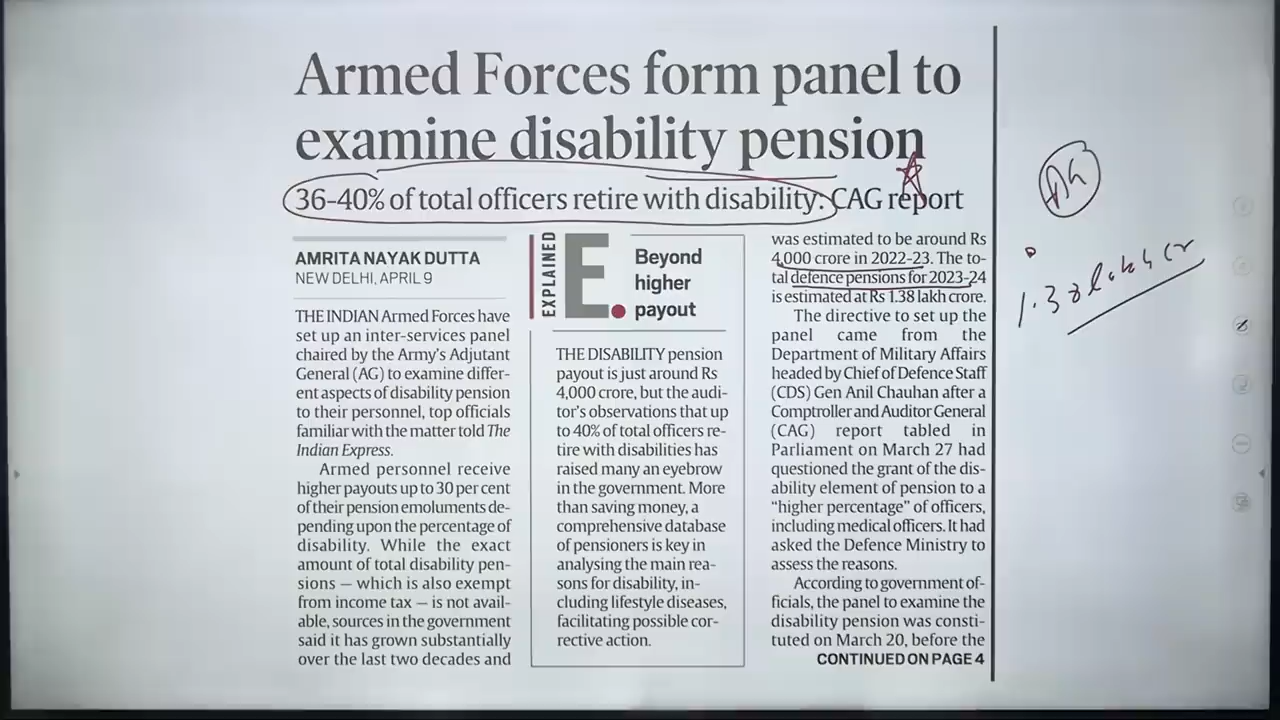 Armed Forces form panel to
examine disability pension
36-40% of total officers retire with disability: CAG report
AMRITA NAYAK DUTTA
NEW DELHI, APRIL 9
THE INDIAN Armed Forces have
set up an inter-services panel
chaired by the Army's Adjutant
General (AG) to examine differ-
ent aspects of disability pension
to their personnel, top officials
familiar with the matter told The
Indian Express.
Armed personnel receive
higher payouts up to 30 per cent
of their pension emoluments de-
pending upon the percentage of
disability. While the exact
amount of total disability pen-
sions — which is also exempt
from income tax — is not avail-
able, sources in the government
said it has grown substantially
over the last two decades and
EXPLAINED
E.
Beyond
higher
payout
THE DISABILITY pension
payout is just around Rs
4,000 crore, but the audi-
tor's observations that up
to 40% of total officers re-
tire with disabilities has
raised many an eyebrow
in the government. More
than saving money, a
comprehensive database
of pensioners is key in
analysing the main rea-
sons for disability, in-
cluding lifestyle diseases,
facilitating possible cor-
rective action.
was estimated to be around Rs
4,000 crore in 2022-23. The to-
tal defence pensions for 2023-24
is estimated at Rs 1.38 lakh crore.
The directive to set up the
panel came from the
Department of Military Affairs
headed by Chief of Defence Staff
(CDS) Gen Anil Chauhan after a
Comptroller and Auditor General
(CAG) report tabled in
Parliament on March 27 had
questioned the grant of the dis-
ability element of pension to a
"higher percentage" of officers,
including medical officers. It had
asked the Defence Ministry to
assess the reasons.
According to government of-
ficials, the panel to examine the
disability pension was consti-
tuted on March 20, before the
CONTINUED ON PAGE 4
1.38 lakh cr